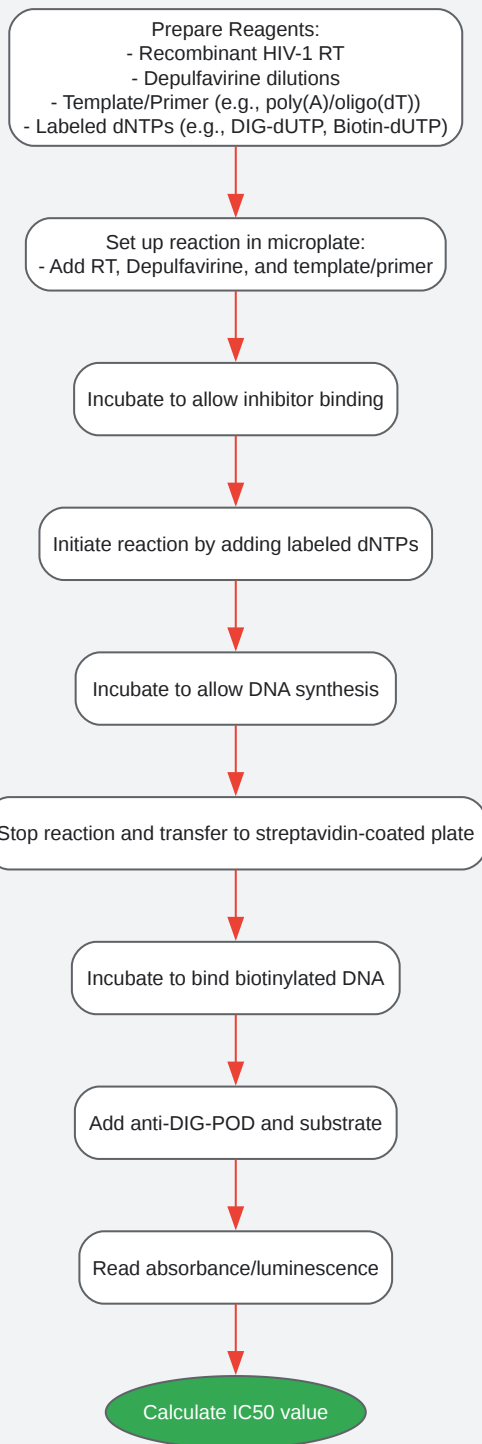 Prepare Reagents:
- Recombinant HIV-1 RT
- Depulfavirine dilutions
- Template/Primer (e.g., poly(A)/oligo(dT))
- Labeled dNTPs (e.g., DIG-dUTP, Biotin-dUTP)
Set up reaction in microplate:
- Add RT, Depulfavirine, and template/primer
Incubate to allow inhibitor binding
Initiate reaction by adding labeled dNTPs
Incubate to allow DNA synthesis
Stop reaction and transfer to streptavidin-coated plate
Incubate to bind biotinylated DNA
Add anti-DIG-POD and substrate
Read absorbance/luminescence
Calculate IC50 value